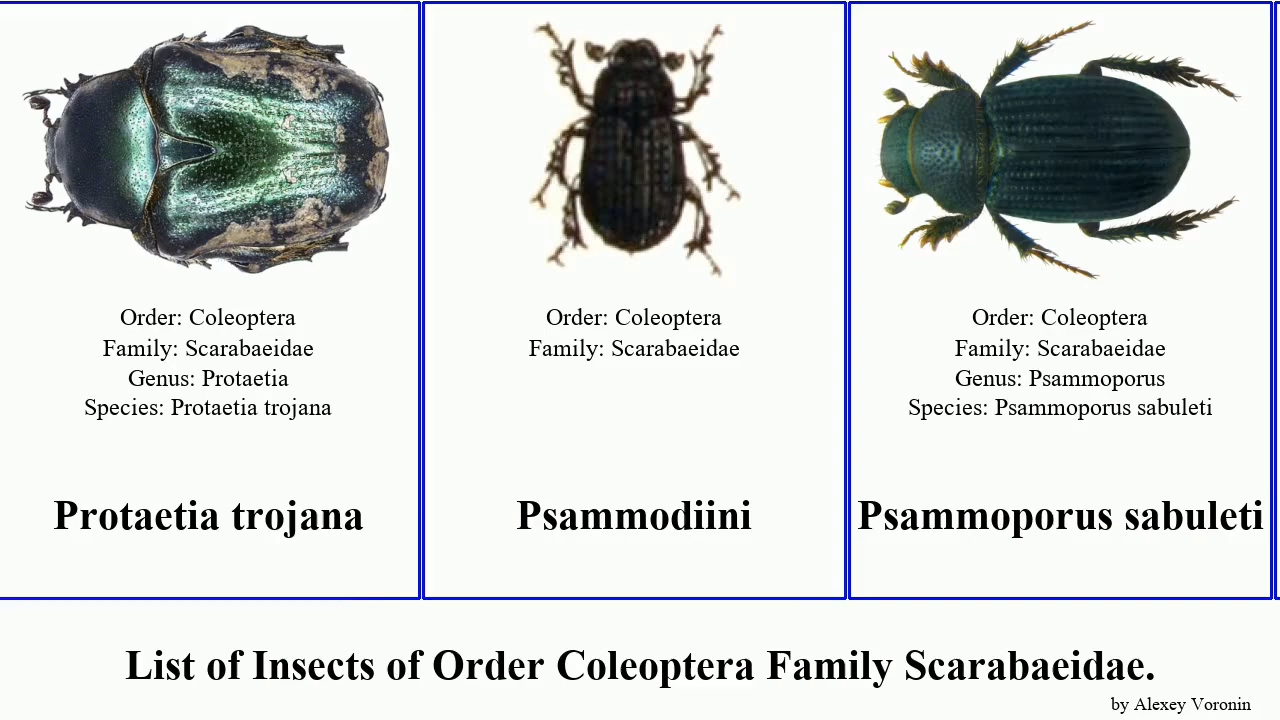 Order: Coleoptera
Family: Scarabaeidae
Genus: Protaetia
Species: Protaetia trojana
Protaetia trojana
Order: Coleoptera
Family: Scarabaeidae
Psammodiini
Order: Coleoptera
Family: Scarabaeidae
Genus: Psammoporus
Species: Psammoporus sabuleti
Psammoporus sabuleti
List of Insects of Order Coleoptera Family Scarabaeidae.
by Alexey Voronin